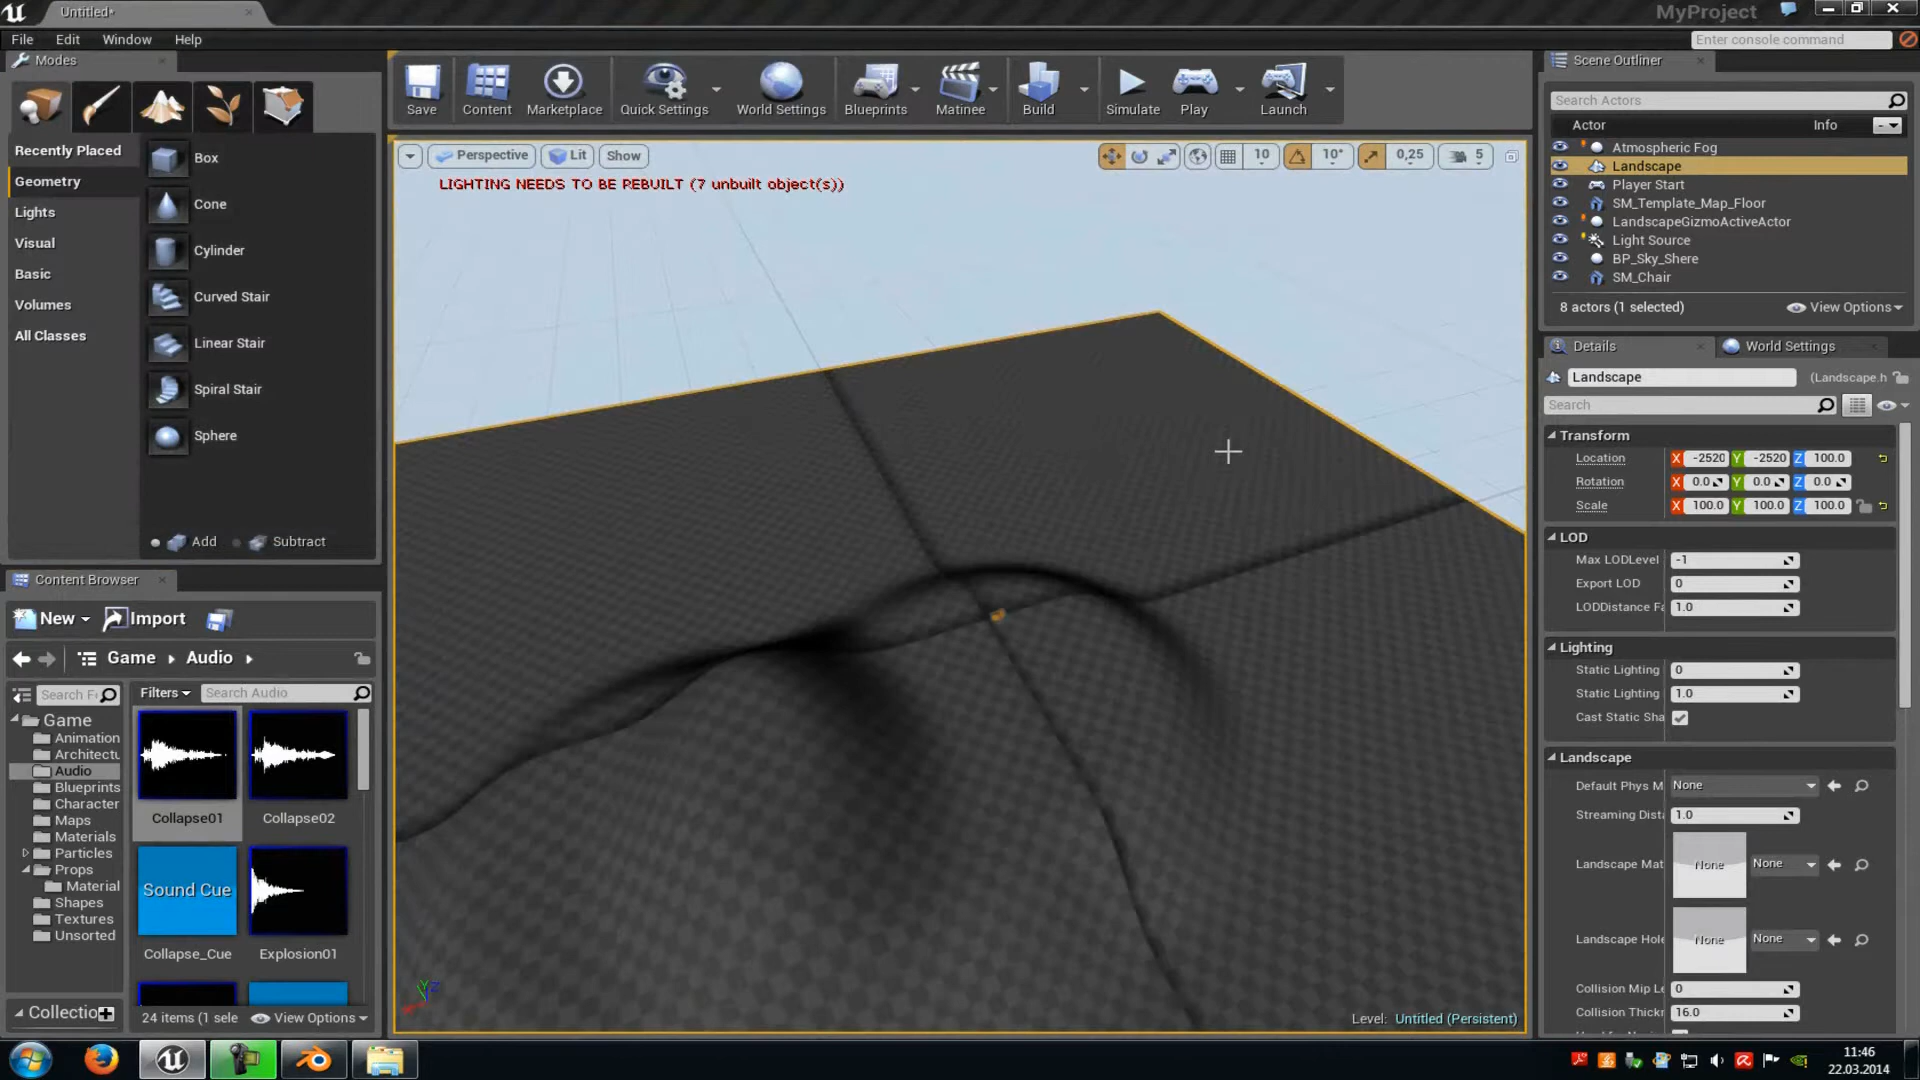 Untitled*
MyProject
File Edit Window Help
Enter console command
Modes
Save Content Marketplace Quick Settings World Settings Blueprints Matinee Build Simulate Play Launch
Recently Placed
Geometry
Lights
Visual
Basic
Volumes
All Classes
Box
Cone
Cylinder
Curved Stair
Linear Stair
Spiral Stair
Sphere
Add Subtract
Perspective Lit Show 10 10° 0,25 5
LIGHTING NEEDS TO BE REBUILT (7 unbuilt object(s))
Level: Untitled (Persistent)
Content Browser
New Import
Game Audio
Search Fo
Filters Search Audio
Game
Animation
Architectu
Audio
Blueprints
Character
Maps
Materials
Particles
Props
Material
Shapes
Textures
Unsorted
Collectio
Collapse01 Collapse02
Sound Cue
Collapse_Cue Explosion01
24 items (1 sele View Options
Scene Outliner
Search Actors
Actor Info
Atmospheric Fog
Landscape
Player Start
SM_Template_Map_Floor
LandscapeGizmoActiveActor
Light Source
BP_Sky_Shere
SM_Chair
8 actors (1 selected) View Options
Details World Settings
Landscape (Landscape.h
Search
Transform
Location X -2520 Y -2520 Z 100.0
Rotation X 0.0 Y 0.0 Z 0.0
Scale X 100.0 Y 100.0 Z 100.0
LOD
Max LODLevel -1
Export LOD 0
LODDistance Fa 1.0
Lighting
Static Lighting 0
Static Lighting 1.0
Cast Static Sha
Landscape
Default Phys M None
Streaming Dista 1.0
Landscape Mat None None
Landscape Hole None None
Collision Mip Le 0
Collision Thickn 16.0
11:46
22.03.2014